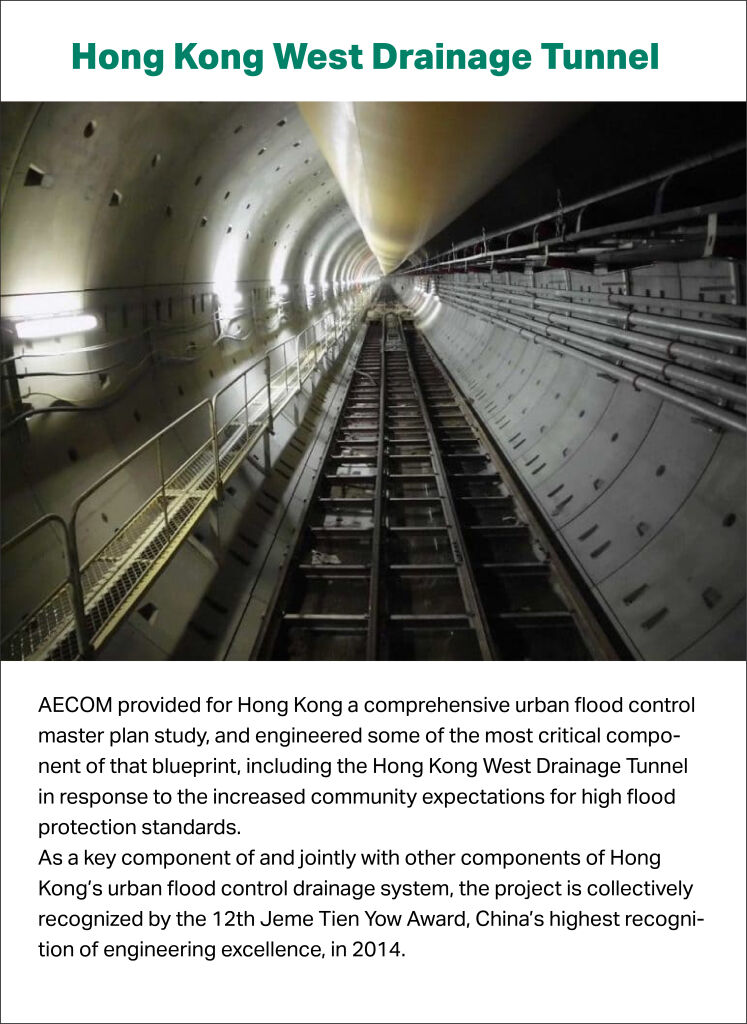 Hong Kong West Drainage Tunnel
AECOM provided for Hong Kong a comprehensive urban flood control
master plan study, and engineered some of the most critical compo-
nent of that blueprint, including the Hong Kong West Drainage Tunnel
in response to the increased community expectations for high flood
protection standards.
As a key component of and jointly with other components of Hong
Kong’s urban flood control drainage system, the project is collectively
recognized by the 12th Jeme Tien Yow Award, China’s highest recogni-
tion of engineering excellence, in 2014.